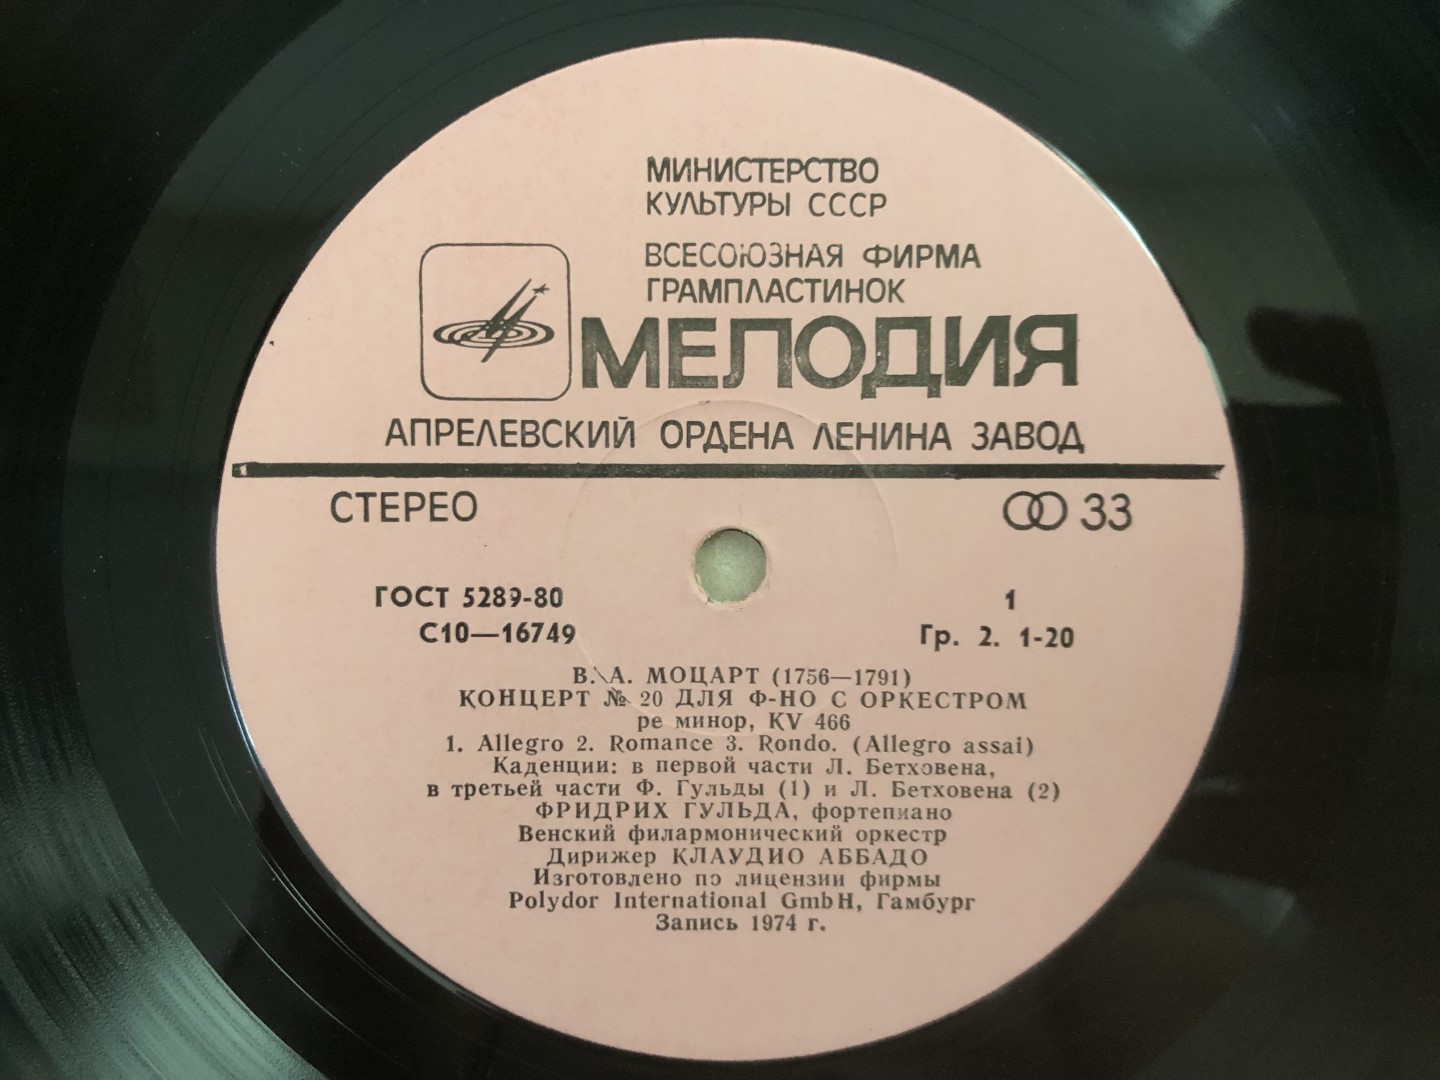 МИНИСТЕРСТВО
КУЛЬТУРЫ СССР
ВСЕСОЮЗНАЯ ФИРМА
ГРАМПЛАСТИНОК
МЕЛОДИЯ
АПРЕЛЕВСКИЙ ОРДЕНА ЛЕНИНА ЗАВОД
СТЕРЕО 33
ГОСТ 5289-80 1
С10—16749 Гр. 2. 1-20
В. А. МОЦАРТ (1756—1791)
КОНЦЕРТ № 20 ДЛЯ Ф-НО С ОРКЕСТРОМ
ре минор, KV 466
1. Allegro 2. Romance 3. Rondo. (Allegro assai)
Каденции: в первой части Л. Бетховена,
в третьей части Ф. Гульды (1) и Л. Бетховена (2)
ФРИДРИХ ГУЛЬДА, фортепиано
Венский филармонический оркестр
Дирижер КЛАУДИО АББАДО
Изготовлено по лицензии фирмы
Polydor International GmbH, Гамбург
Запись 1974 г.